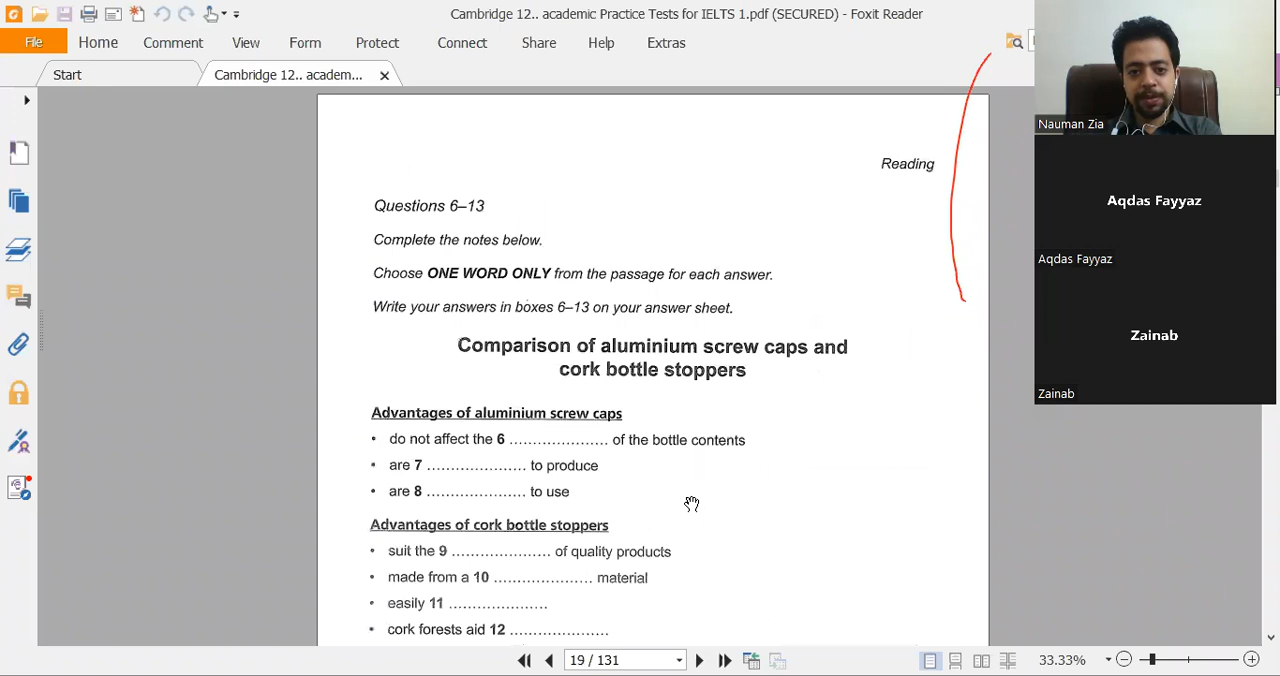 Cambridge 12.. academic Practice Tests for IELTS 1.pdf (SECURED) - Foxit Reader
File Home Comment View Form Protect Connect Share Help Extras
Start Cambridge 12.. academ...
Reading
Questions 6–13
Complete the notes below.
Choose ONE WORD ONLY from the passage for each answer.
Write your answers in boxes 6–13 on your answer sheet.
Comparison of aluminium screw caps and
cork bottle stoppers
Advantages of aluminium screw caps
• do not affect the 6 ..................... of the bottle contents
• are 7 ..................... to produce
• are 8 ..................... to use
Advantages of cork bottle stoppers
• suit the 9 ..................... of quality products
• made from a 10 ..................... material
• easily 11 .....................
• cork forests aid 12 .....................
Nauman Zia
Aqdas Fayyaz
Aqdas Fayyaz
Zainab
Zainab
19 / 131
33.33%